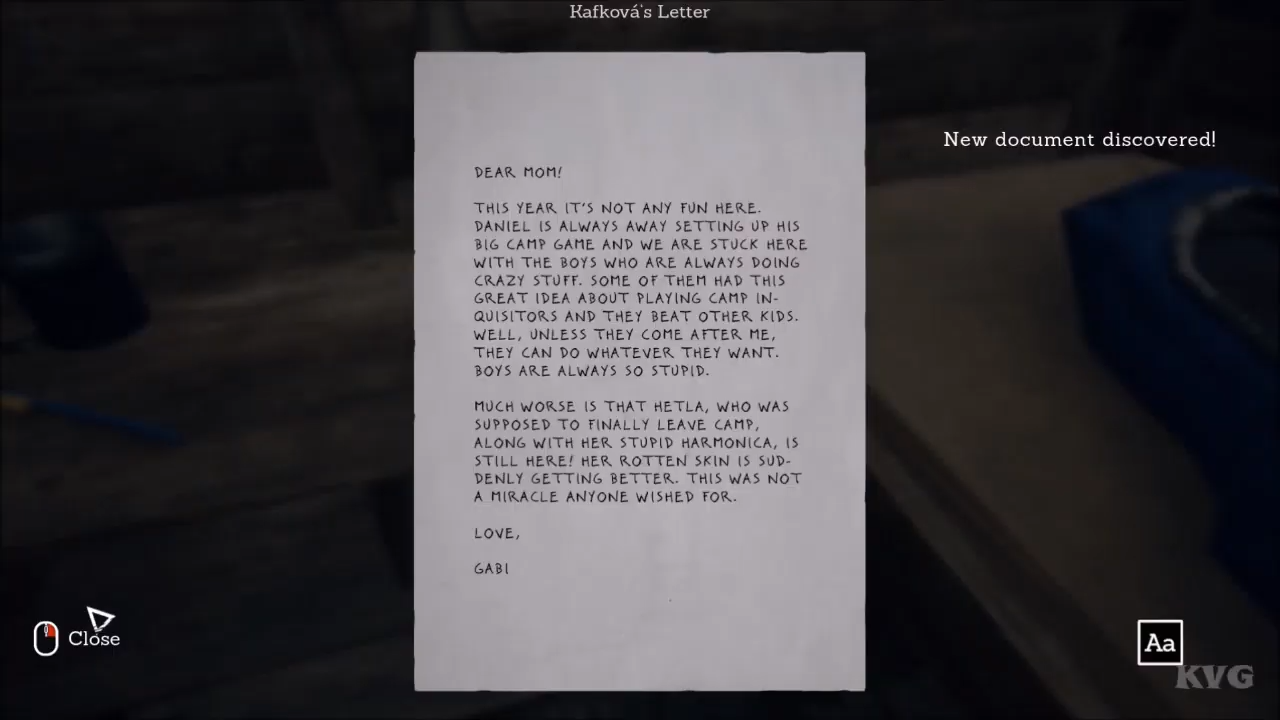 Kafková's Letter
New document discovered!
DEAR MOM!
THIS YEAR IT'S NOT ANY FUN HERE.
DANIEL IS ALWAYS AWAY SETTING UP HIS
BIG CAMP GAME AND WE ARE STUCK HERE
WITH THE BOYS WHO ARE ALWAYS DOING
CRAZY STUFF. SOME OF THEM HAD THIS
GREAT IDEA ABOUT PLAYING CAMP IN-
QUISITORS AND THEY BEAT OTHER KIDS.
WELL, UNLESS THEY COME AFTER ME,
THEY CAN DO WHATEVER THEY WANT.
BOYS ARE ALWAYS SO STUPID.
MUCH WORSE IS THAT HETLA, WHO WAS
SUPPOSED TO FINALLY LEAVE CAMP,
ALONG WITH HER STUPID HARMONICA, IS
STILL HERE! HER ROTTEN SKIN IS SUD-
DENLY GETTING BETTER. THIS WAS NOT
A MIRACLE ANYONE WISHED FOR.
LOVE,
GABI
Close
Aa
KVG